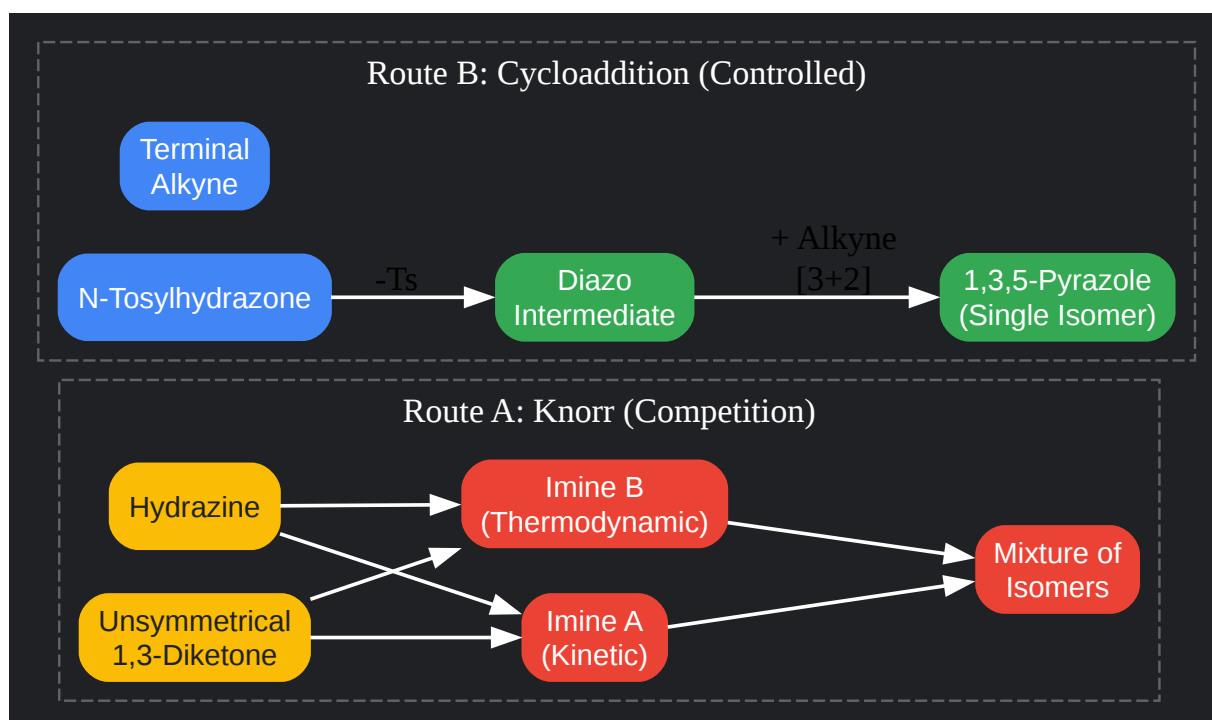 Route B: Cycloaddition (Controlled)
Terminal
Alkyne
N-Tosylhydrazone
-Ts
Diazo
Intermediate
+ Alkyne
[3+2]
1,3,5-Pyrazole
(Single Isomer)
Route A: Knorr (Competition)
Hydrazine
Unsymmetrical
1,3-Diketone
Imine B
(Thermodynamic)
Imine A
(Kinetic)
Mixture of
Isomers